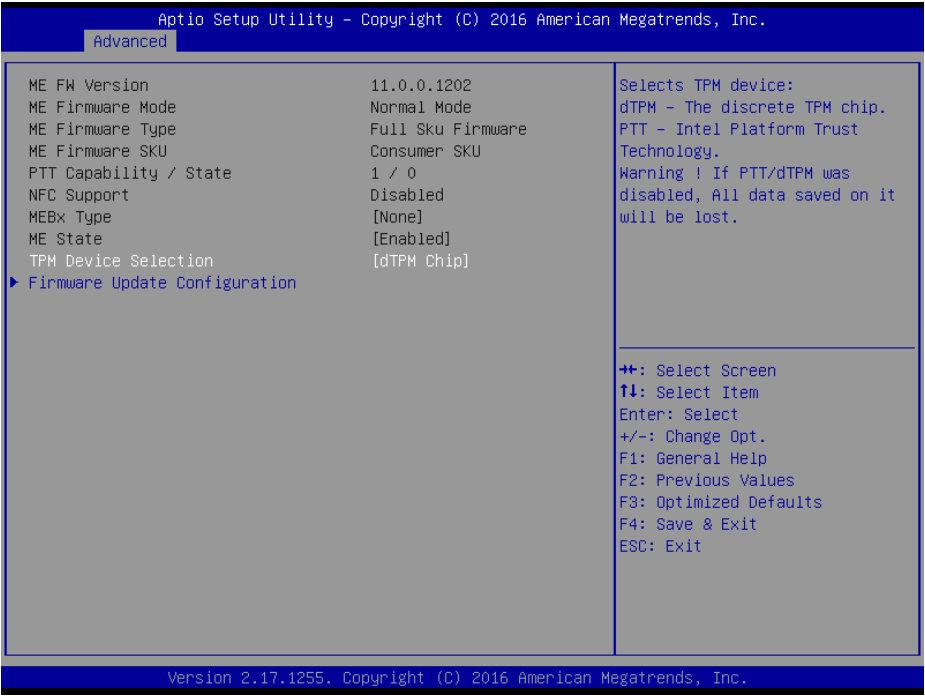 Aptio Setup Utility – Copyright (C) 2016 American Megatrends, Inc.
Advanced
ME FW Version 11.0.0.1202
ME Firmware Mode Normal Mode
ME Firmware Type Full Sku Firmware
ME Firmware SKU Consumer SKU
PTT Capability / State 1 / 0
NFC Support Disabled
MEBx Type [None]
ME State [Enabled]
TPM Device Selection [dTPM Chip]
Firmware Update Configuration
Selects TPM device:
dTPM – The discrete TPM chip.
PTT – Intel Platform Trust
Technology.
Warning ! If PTT/dTPM was
disabled, All data saved on it
will be lost.
→←: Select Screen
↑↓: Select Item
Enter: Select
+/-: Change Opt.
F1: General Help
F2: Previous Values
F3: Optimized Defaults
F4: Save & Exit
ESC: Exit
Version 2.17.1255. Copyright (C) 2016 American Megatrends, Inc.